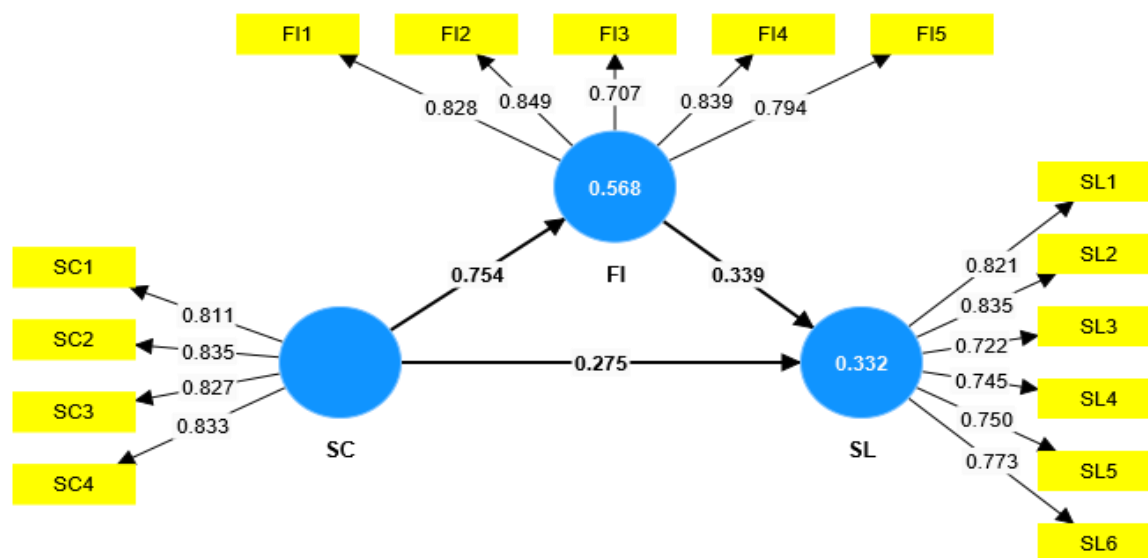 FI1 FI2 FI3 FI4 FI5
0.828 0.849 0.707 0.839 0.794
0.568
FI
SL1
SL2
SL3
SL4
SL5
SL6
0.821
0.835
0.722
0.745
0.750
0.773
0.332
SL
0.754
0.339
0.275
SC1
SC2
SC3
SC4
0.811
0.835
0.827
0.833
SC